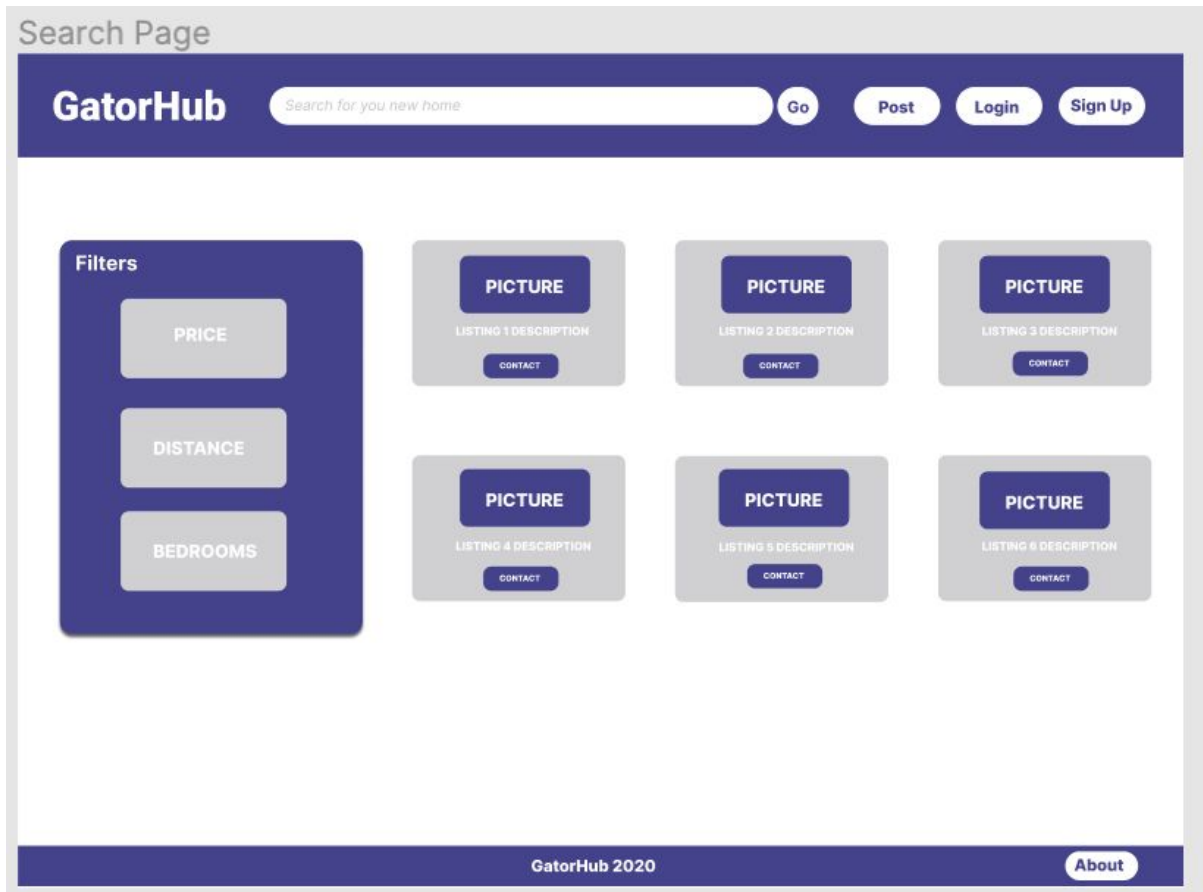 Search Page
GatorHub
Search for you new home
Go
Post
Login
Sign Up
Filters
PRICE
DISTANCE
BEDROOMS
PICTURE
LISTING 1 DESCRIPTION
CONTACT
PICTURE
LISTING 2 DESCRIPTION
CONTACT
PICTURE
LISTING 3 DESCRIPTION
CONTACT
PICTURE
LISTING 4 DESCRIPTION
CONTACT
PICTURE
LISTING 5 DESCRIPTION
CONTACT
PICTURE
LISTING 6 DESCRIPTION
CONTACT
GatorHub 2020
About